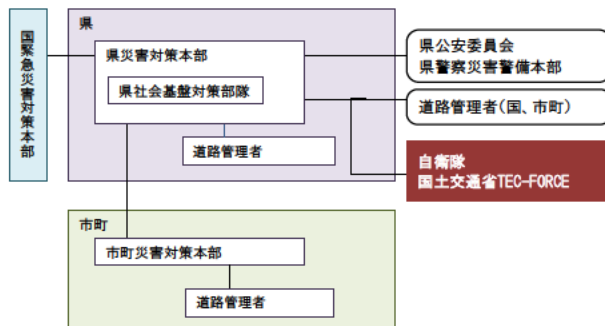 国緊急災害対策本部
県
県災害対策本部
県社会基盤対策部隊
道路管理者
県公安委員会
県警察災害警備本部
道路管理者(国、市町)
自衛隊
国土交通省TEC-FORCE
市町
市町災害対策本部
道路管理者